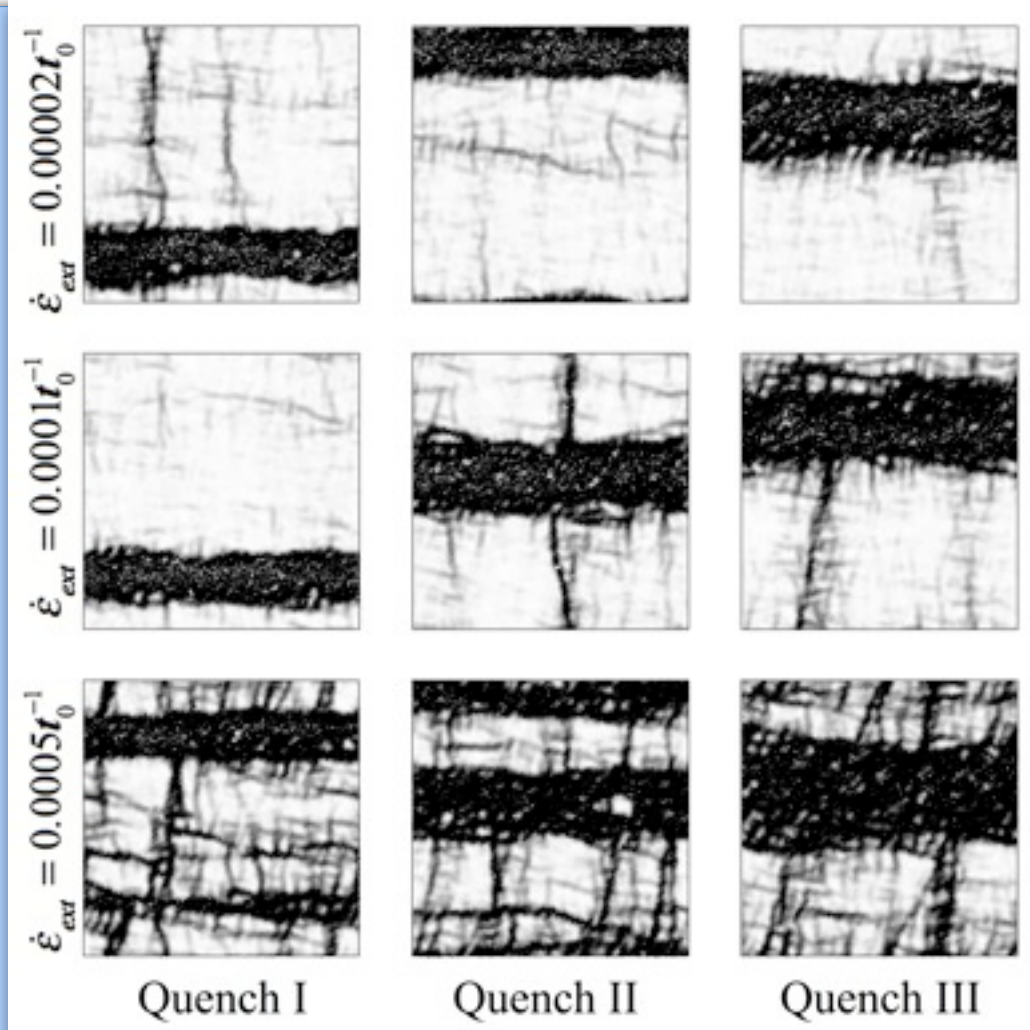 ε̇ext = 0.00002t0⁻¹
ε̇ext = 0.0001t0⁻¹
ε̇ext = 0.0005t0⁻¹
Quench I Quench II Quench III